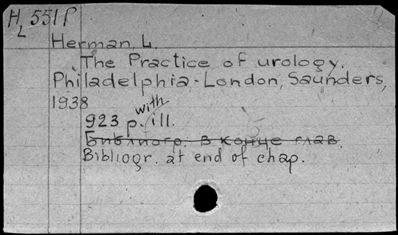 H 551P
L
Herman, L.
The Practice of urology.
Philadelphia-London, Saunders,
1938
923 p. with ill.
Библиогр. в конце глав.
Bibliogr. at end of chap.